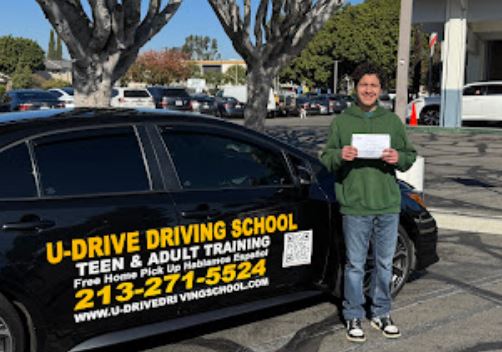 U-DRIVE DRIVING SCHOOL
TEEN & ADULT TRAINING
Free Home Pick Up Hablamos Español
213-271-5524
WWW.U-DRIVEDRIVINGSCHOOL.COM